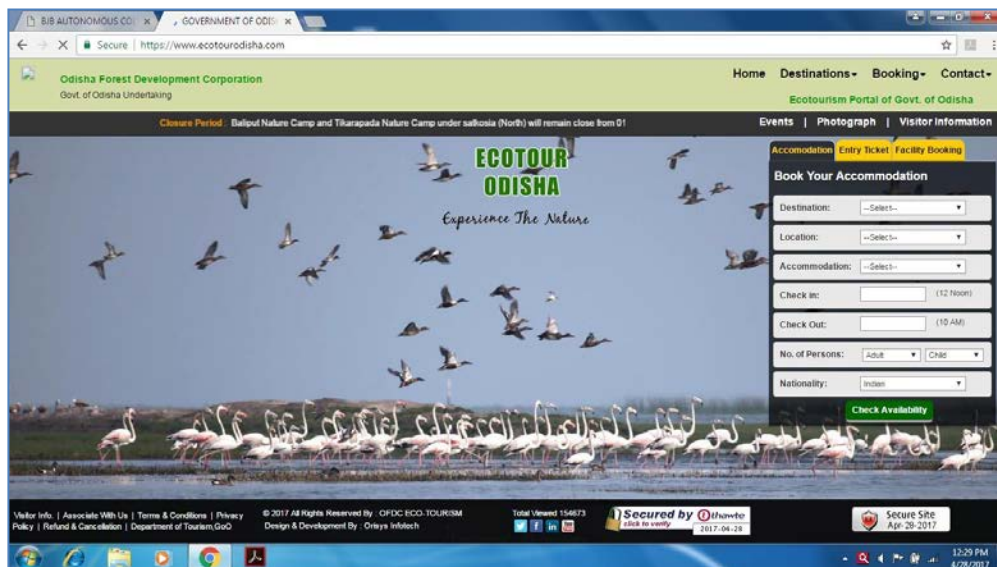 BJB AUTONOMOUS CO
GOVERNMENT OF ODIS
Secure | https://www.ecotourodisha.com
Odisha Forest Development Corporation
Govt. of Odisha Undertaking
Home Destinations Booking Contact
Ecotourism Portal of Govt. of Odisha
Closure Period : Baliput Nature Camp and Tikarapada Nature Camp under satkosia (North) will remain close from 01
Events | Photograph | Visitor Information
ECOTOUR
ODISHA
Experience The Nature
Accomodation Entry Ticket Facility Booking
Book Your Accommodation
Destination: --Select--
Location: --Select--
Accommodation: --Select--
Check in: (12 Noon)
Check Out: (10 AM)
No. of Persons: Adult Child
Nationality: Indian
Check Availability
Visitor Info. | Associate With Us | Terms & Conditions | Privacy
Policy | Refund & Cancellation | Department of Tourism,GoO
© 2017 All Rights Reserved By : OFDC ECO-TOURISM
Design & Development By : Orisys Infotech
Total Viewed 154673
Secured by thawte
click to verify
2017-04-28
Secure Site
Apr-28-2017
12:29 PM
4/28/2017